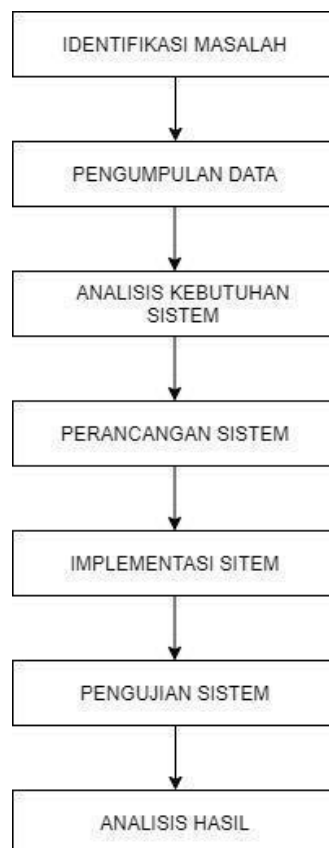 IDENTIFIKASI MASALAH
PENGUMPULAN DATA
ANALISIS KEBUTUHAN
SISTEM
PERANCANGAN SISTEM
IMPLEMENTASI SITEM
PENGUJIAN SISTEM
ANALISIS HASIL